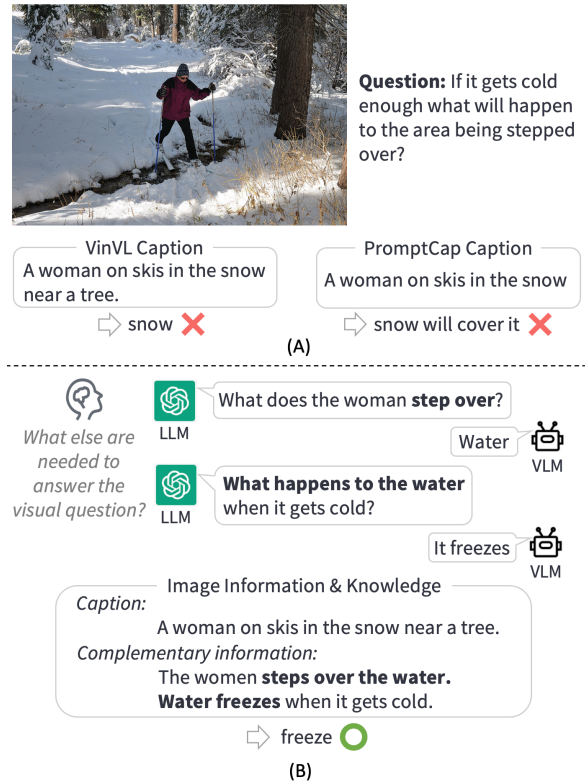 Question: If it gets cold
enough what will happen
to the area being stepped
over?
VinVL Caption
A woman on skis in the snow
near a tree.
snow
PromptCap Caption
A woman on skis in the snow
snow will cover it
(A)
What else are
needed to
answer the
visual question?
LLM
What does the woman step over?
Water
VLM
LLM
What happens to the water
when it gets cold?
It freezes
VLM
Image Information & Knowledge
Caption:
A woman on skis in the snow near a tree.
Complementary information:
The women steps over the water.
Water freezes when it gets cold.
freeze
(B)